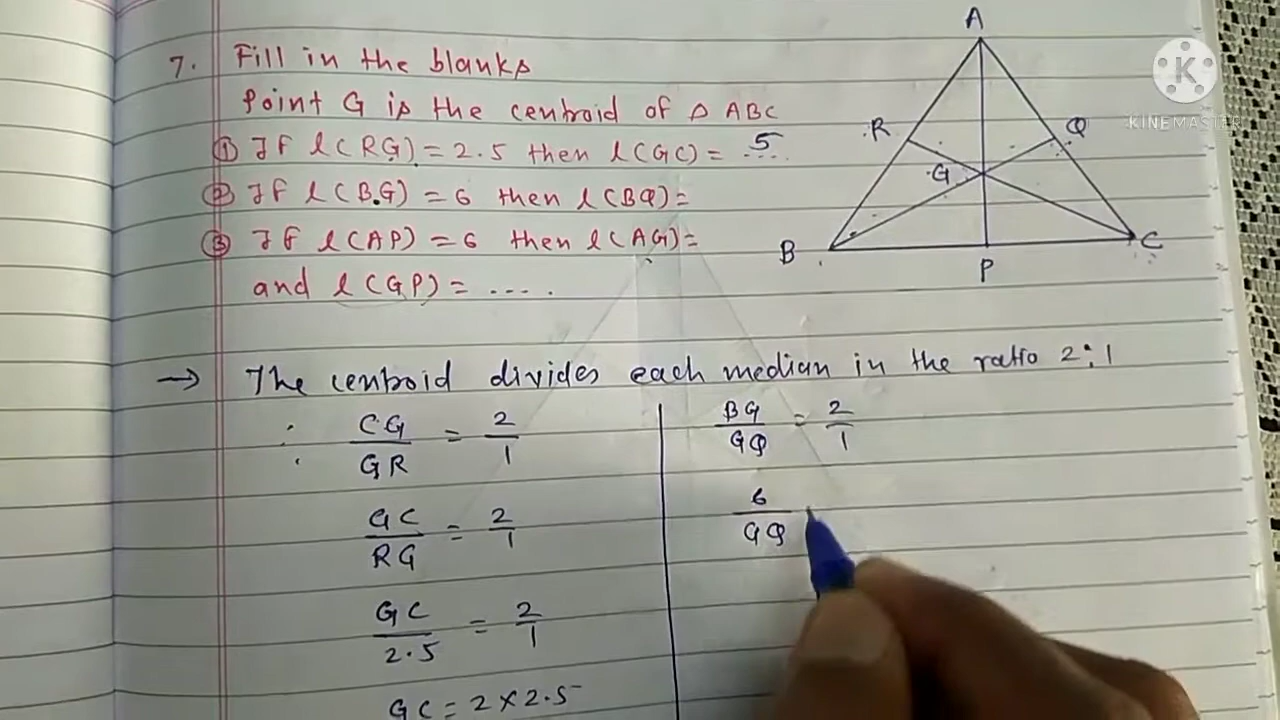 7. Fill in the blanks
Point G is the centroid of △ ABC
① If l(RG) = 2.5 then l(GC) = 5....
② If l(BG) = 6 then l(BQ) =
③ If l(AP) = 6 then l(AG) =
and l(GP) = ....
A
R
Q
G
B
C
P
K
KINEMASTER
→ The centroid divides each median in the ratio 2:1
∴ CG/GR = 2/1
GC/RG = 2/1
GC/2.5 = 2/1
GC = 2 × 2.5
BG/GQ = 2/1
6/GQ